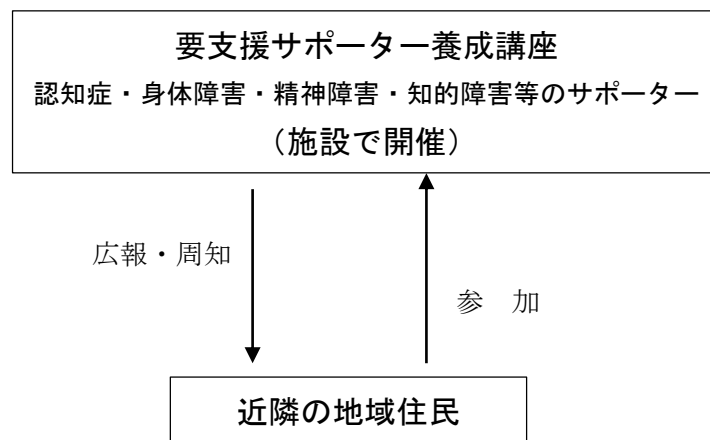 要支援サポーター養成講座
認知症・身体障害・精神障害・知的障害等のサポーター
（施設で開催）
広報・周知
参　加
近隣の地域住民